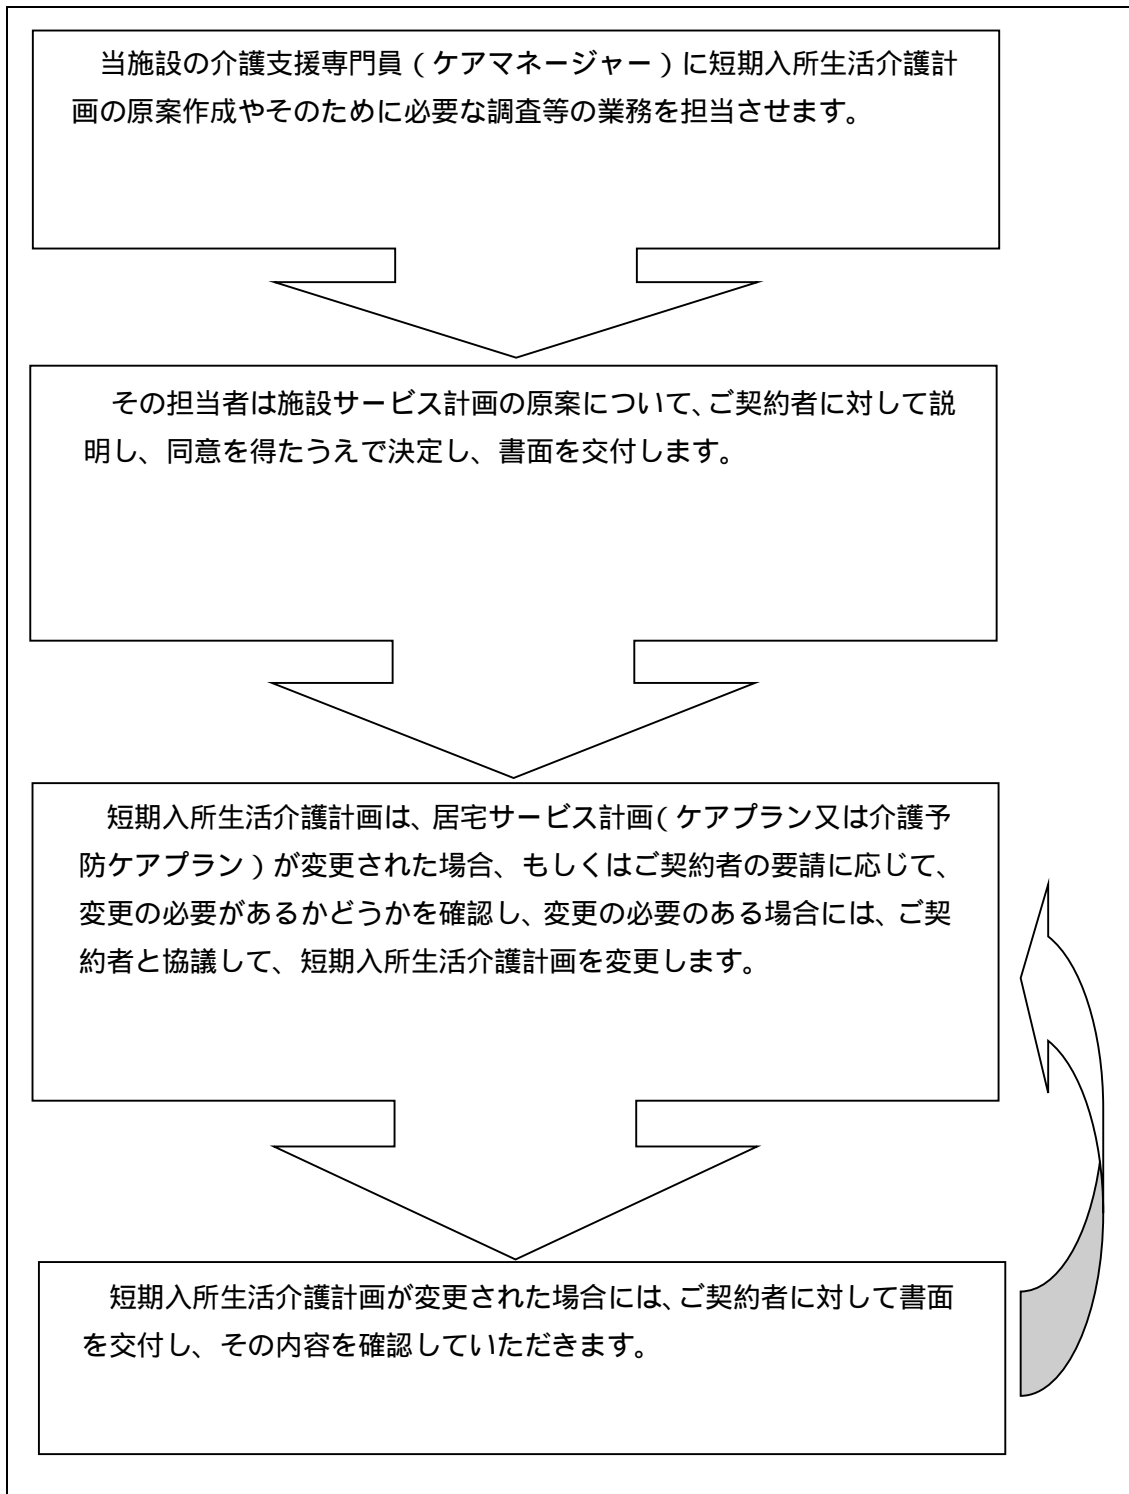 当施設の介護支援専門員（ケアマネージャー）に短期入所生活介護計
画の原案作成やそのために必要な調査等の業務を担当させます。
その担当者は施設サービス計画の原案について、ご契約者に対して説
明し、同意を得たうえで決定し、書面を交付します。
短期入所生活介護計画は、居宅サービス計画（ケアプラン又は介護予
防ケアプラン）が変更された場合、もしくはご契約者の要請に応じて、
変更の必要があるかどうかを確認し、変更の必要のある場合には、ご契
約者と協議して、短期入所生活介護計画を変更します。
短期入所生活介護計画が変更された場合には、ご契約者に対して書面
を交付し、その内容を確認していただきます。